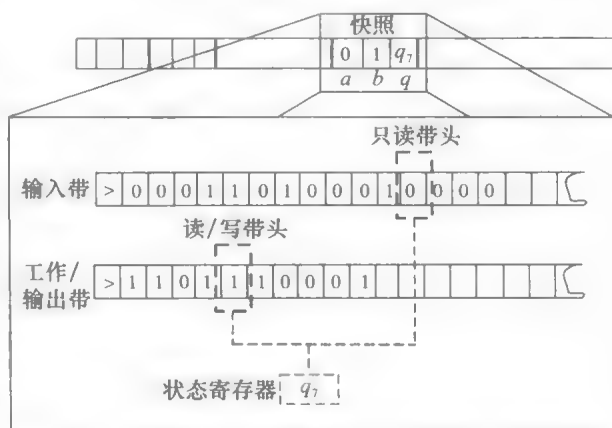 快照
0 1 q₇
a b q
只读带头
输入带 > 0 0 0 1 1 0 1 0 0 0 1 0 0 0 0
读/写带头
工作/
输出带 > 1 1 0 1 1 1 0 0 0 1
状态寄存器 q₇